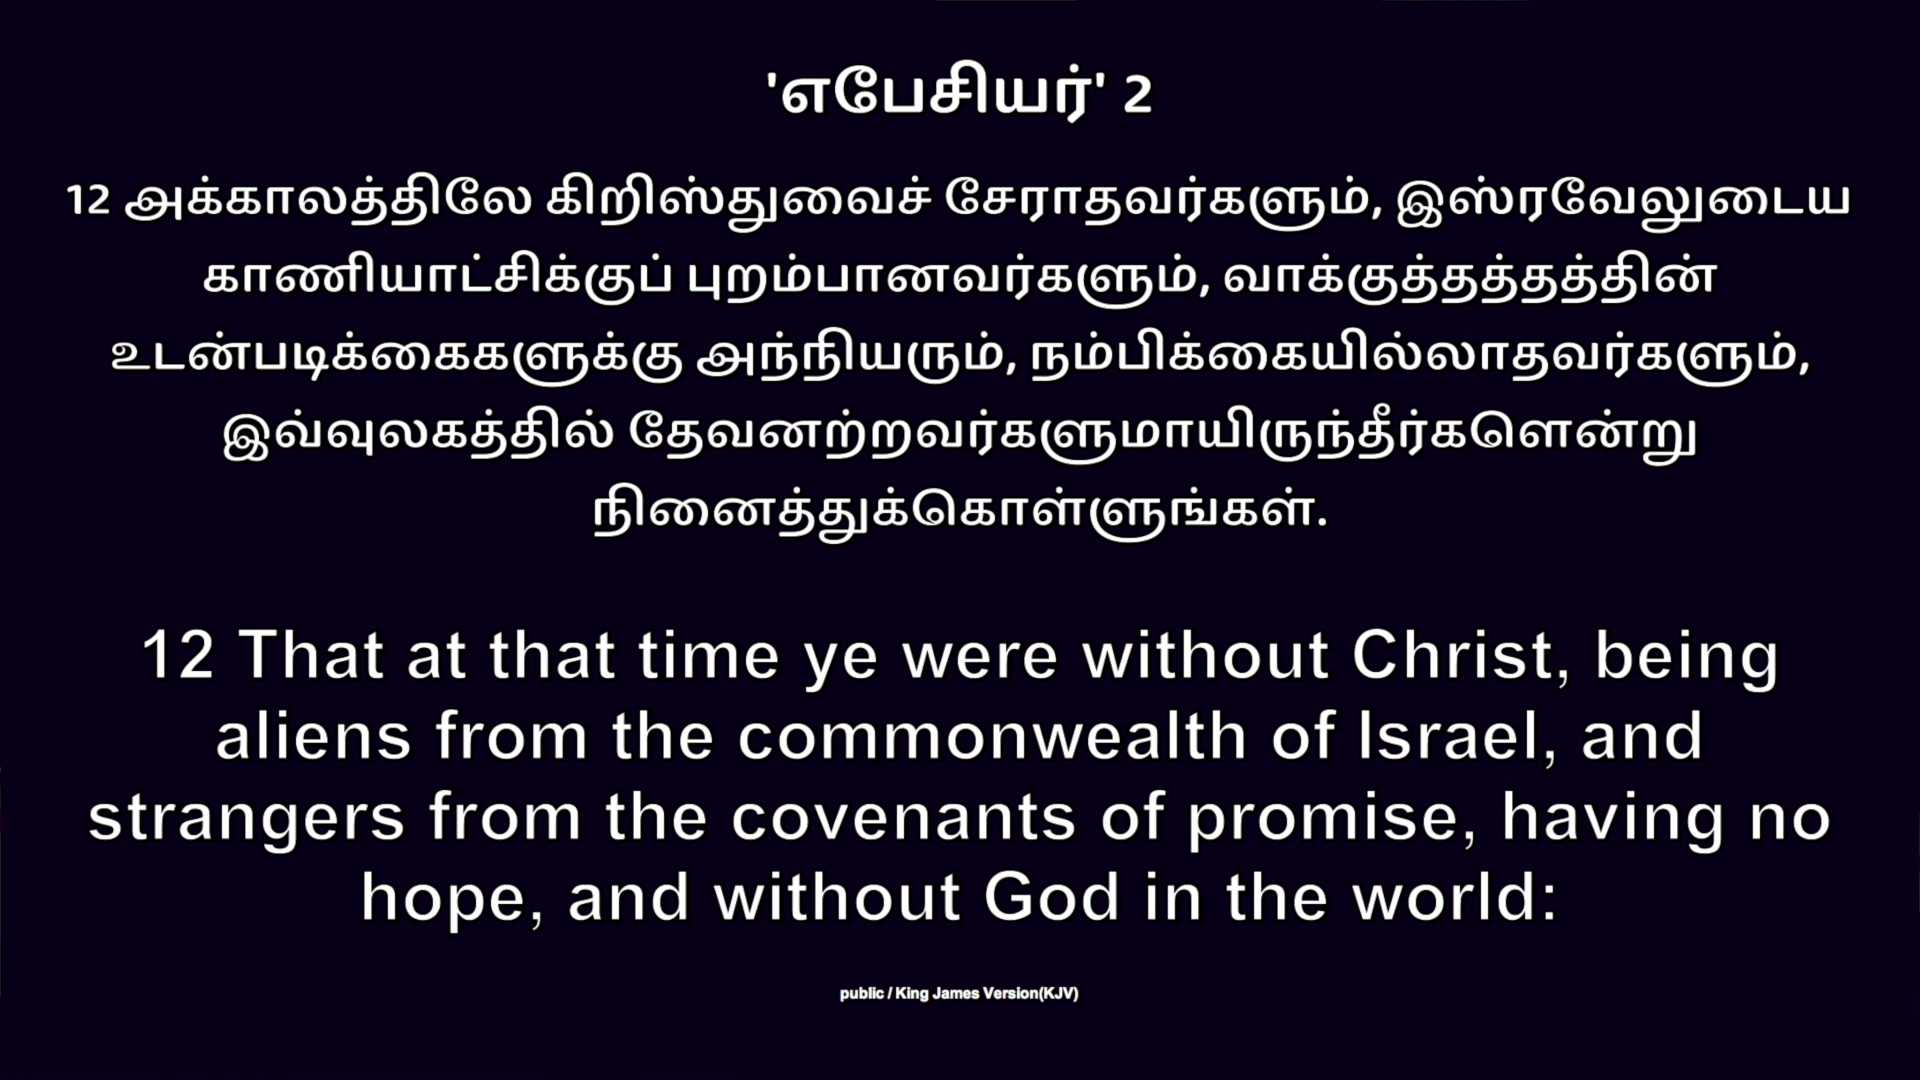 'எபேசியர்' 2
12 அக்காலத்திலே கிறிஸ்துவைச் சேராதவர்களும், இஸ்ரவேலுடைய
காணியாட்சிக்குப் புறம்பானவர்களும், வாக்குத்தத்தத்தின்
உடன்படிக்கைகளுக்கு அந்நியரும், நம்பிக்கையில்லாதவர்களும்,
இவ்வுலகத்தில் தேவனற்றவர்களுமாயிருந்தீர்களென்று
நினைத்துக்கொள்ளுங்கள்.
12 That at that time ye were without Christ, being
aliens from the commonwealth of Israel, and
strangers from the covenants of promise, having no
hope, and without God in the world:
public / King James Version(KJV)